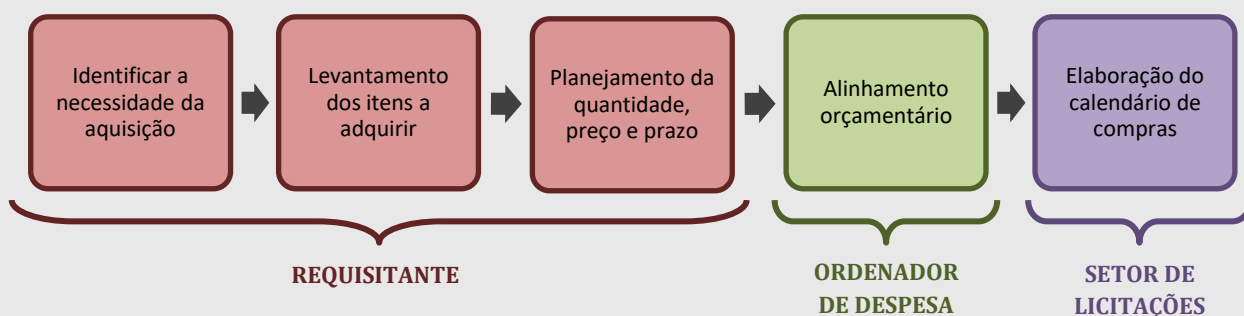 Identificar a
necessidade da
aquisição
Levantamento
dos itens a
adquirir
Planejamento da
quantidade,
preço e prazo
Alinhamento
orçamentário
Elaboração do
calendário de
compras
REQUISITANTE
ORDENADOR
DE DESPESA
SETOR DE
LICITAÇÕES